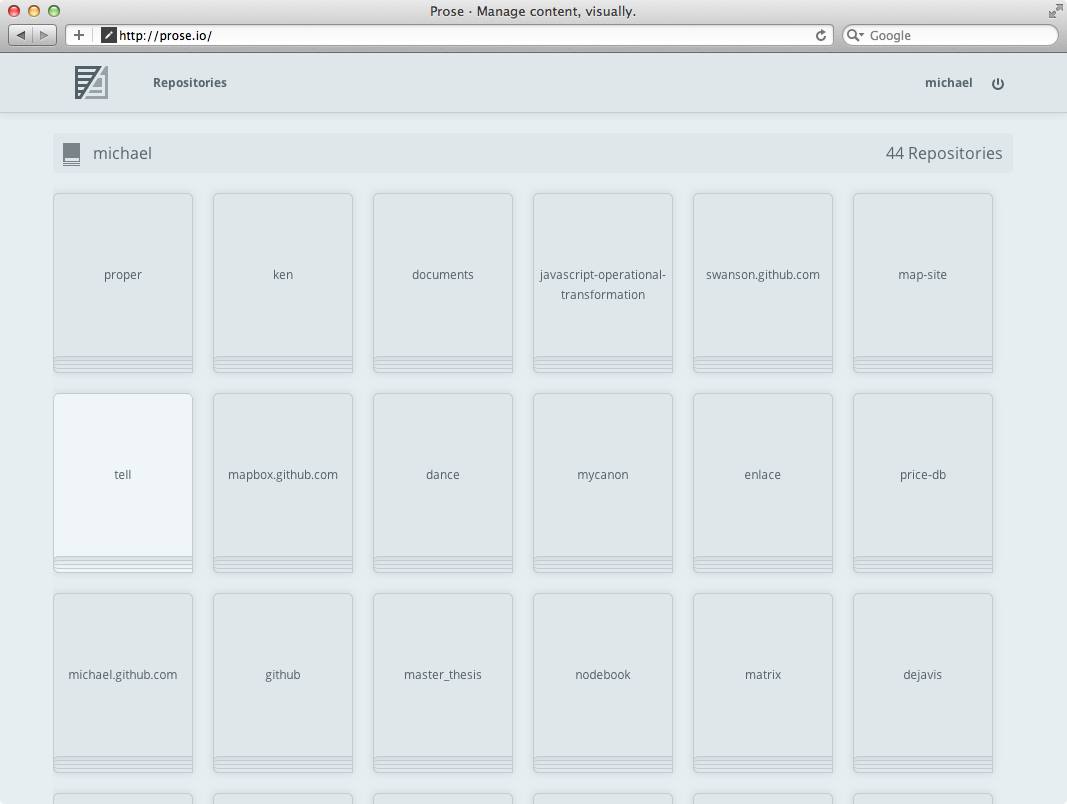 Prose · Manage content, visually.
http://prose.io/
Google
Repositories
michael
michael
44 Repositories
proper
ken
documents
javascript-operational-
transformation
swanson.github.com
map-site
tell
mapbox.github.com
dance
mycanon
enlace
price-db
michael.github.com
github
master_thesis
nodebook
matrix
dejavis